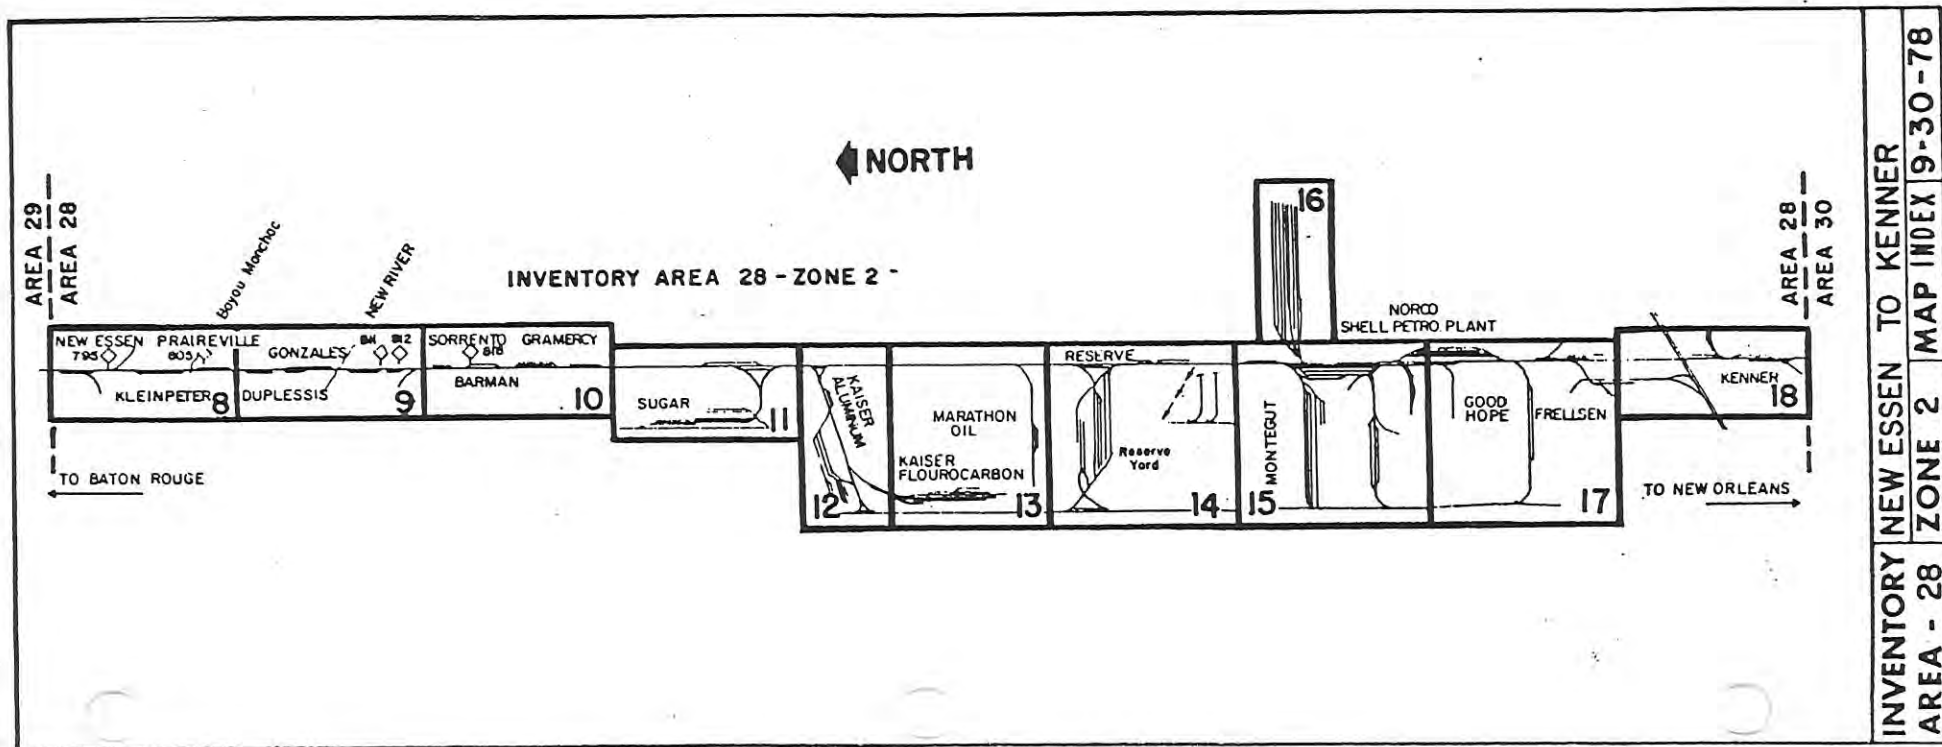 NORTH
INVENTORY AREA 28 - ZONE 2
AREA 29
AREA 28
Bayou Manchac
NEW RIVER
AREA 28
AREA 30
16
NORCO
SHELL PETRO. PLANT
NEW ESSEN PRAIREVILLE
795
805
KLEINPETER 8
GONZALES
811 812
DUPLESSIS 9
SORRENTO GRAMERCY
818
BARMAN
10
SUGAR
11
KAISER
ALUMINUM
12
MARATHON
OIL
KAISER
FLOUROCARBON
13
RESERVE
Reserve
Yard
14
MONTEGUT
15
GOOD
HOPE
FRELLSEN
17
KENNER
18
TO BATON ROUGE
TO NEW ORLEANS
INVENTORY NEW ESSEN TO KENNER
AREA - 28 ZONE 2 MAP INDEX 9-30-78